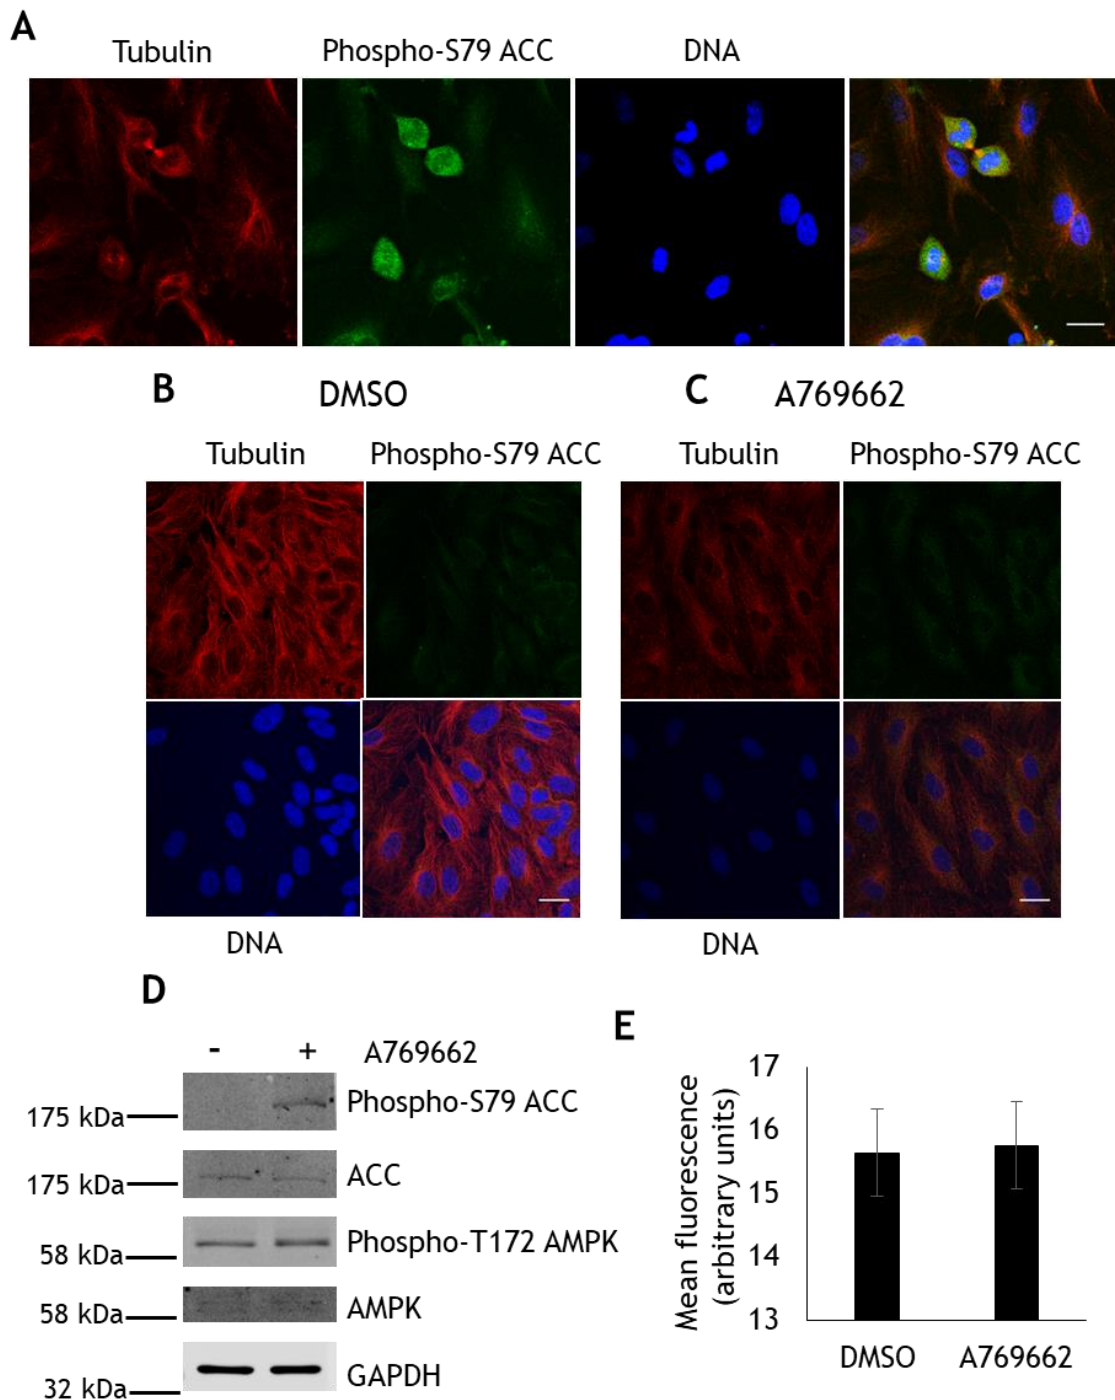 A
Tubulin Phospho-S79 ACC DNA
B DMSO C A769662
Tubulin Phospho-S79 ACC Tubulin Phospho-S79 ACC
DNA DNA
D
- + A769662
175 kDa Phospho-S79 ACC
175 kDa ACC
58 kDa Phospho-T172 AMPK
58 kDa AMPK
32 kDa GAPDH
E
Mean fluorescence
(arbitrary units)
17
16
15
14
13
DMSO A769662